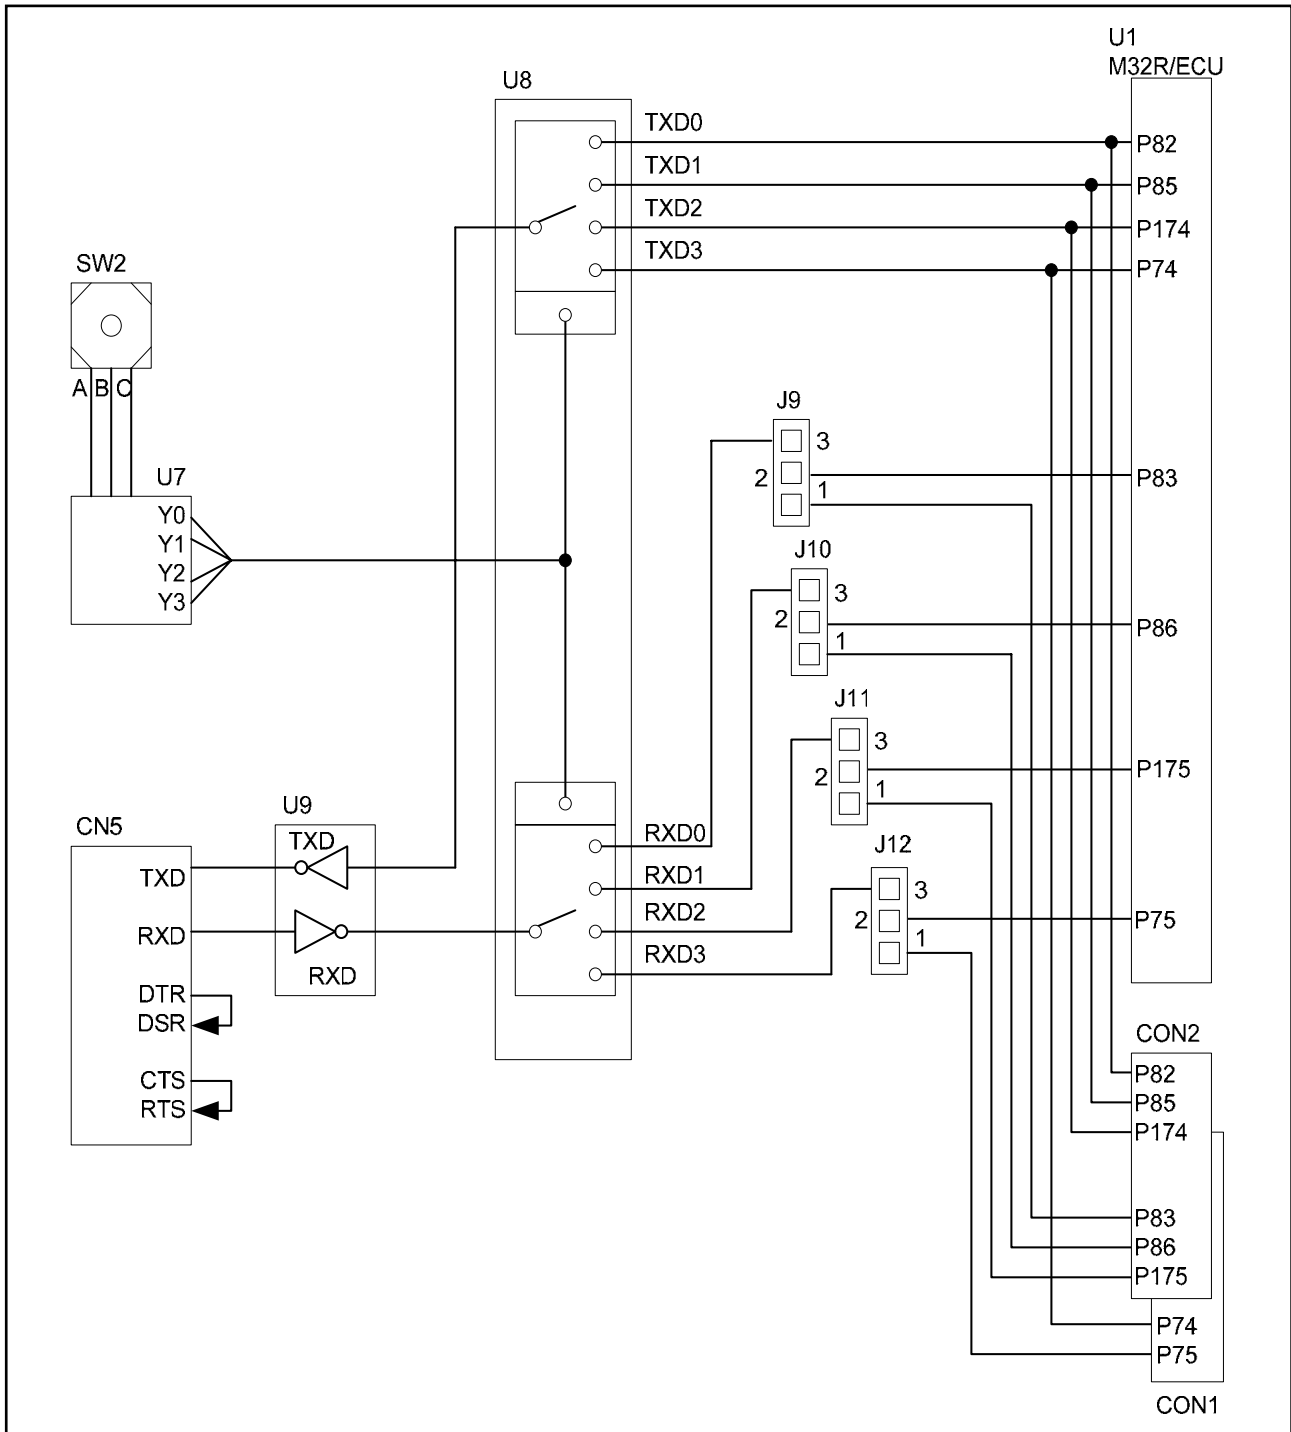 U1
M32R/ECU
U8
TXD0
P82
TXD1
P85
TXD2
P174
TXD3
P74
SW2
A B C
J9
3
2
1
P83
U7
Y0
Y1
Y2
Y3
J10
3
2
1
P86
J11
3
2
1
P175
U9
TXD
RXD
CN5
TXD
RXD
DTR
DSR
CTS
RTS
RXD0
RXD1
RXD2
RXD3
J12
3
2
1
P75
CON2
P82
P85
P174
P83
P86
P175
P74
P75
CON1